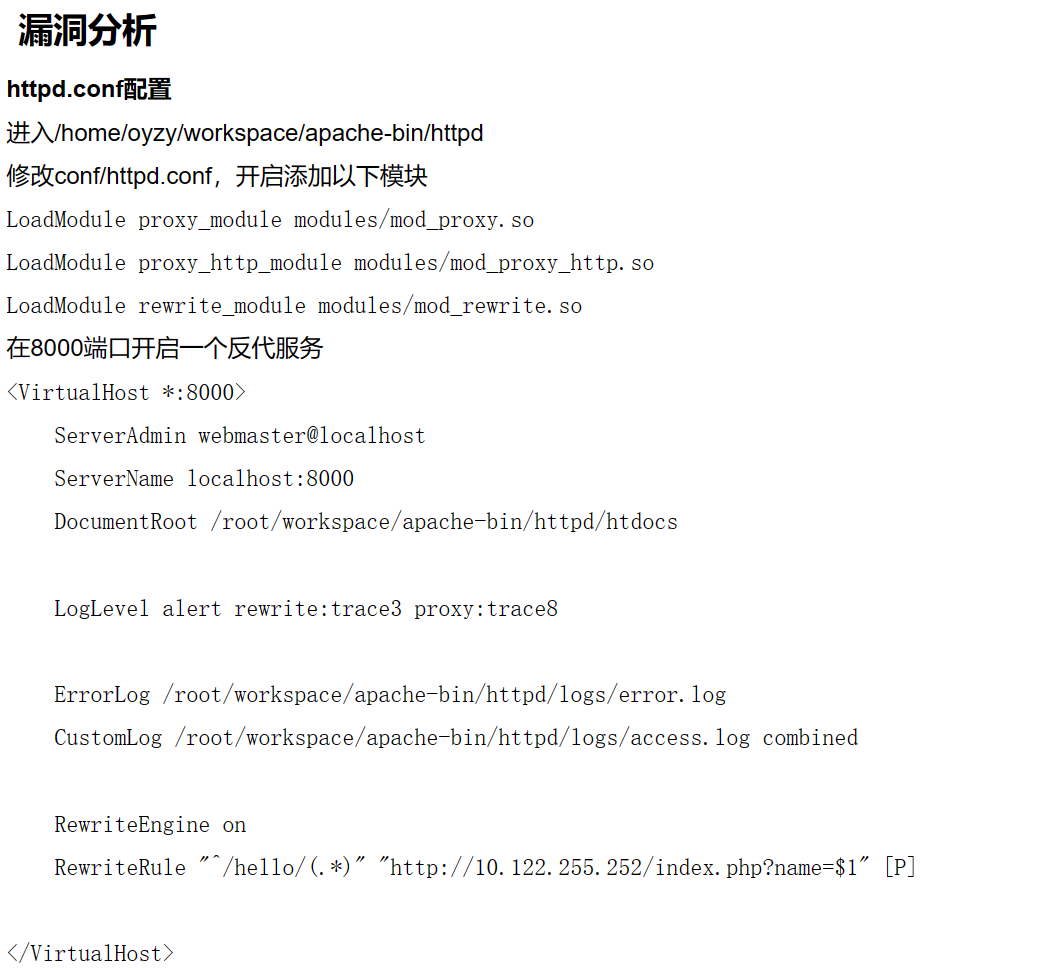 漏洞分析
httpd.conf配置
进入/home/oyzy/workspace/apache-bin/httpd
修改conf/httpd.conf，开启添加以下模块
LoadModule proxy_module modules/mod_proxy.so
LoadModule proxy_http_module modules/mod_proxy_http.so
LoadModule rewrite_module modules/mod_rewrite.so
在8000端口开启一个反代服务
<VirtualHost *:8000>
    ServerAdmin webmaster@localhost
    ServerName localhost:8000
    DocumentRoot /root/workspace/apache-bin/httpd/htdocs
    LogLevel alert rewrite:trace3 proxy:trace8
    ErrorLog /root/workspace/apache-bin/httpd/logs/error.log
    CustomLog /root/workspace/apache-bin/httpd/logs/access.log combined
    RewriteEngine on
    RewriteRule "^/hello/(.*)" "http://10.122.255.252/index.php?name=$1" [P]
</VirtualHost>